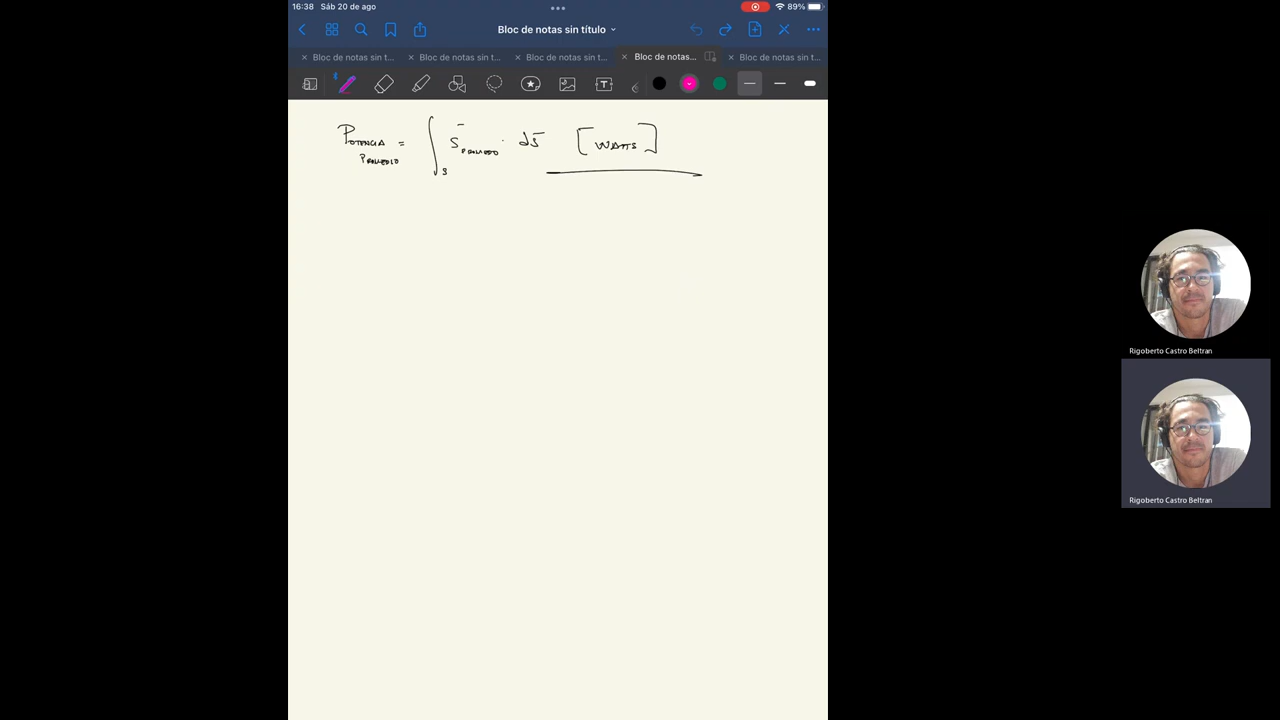 16:38 Sáb 20 de ago 89%
Bloc de notas sin título
Bloc de notas sin t... Bloc de notas sin t... Bloc de notas sin t... Bloc de notas... Bloc de notas sin t...
POTENCIA PROMEDIO = ∫_S S̄_PROMEDIO · dS̄ [WATTS]
Rigoberto Castro Beltran
Rigoberto Castro Beltran